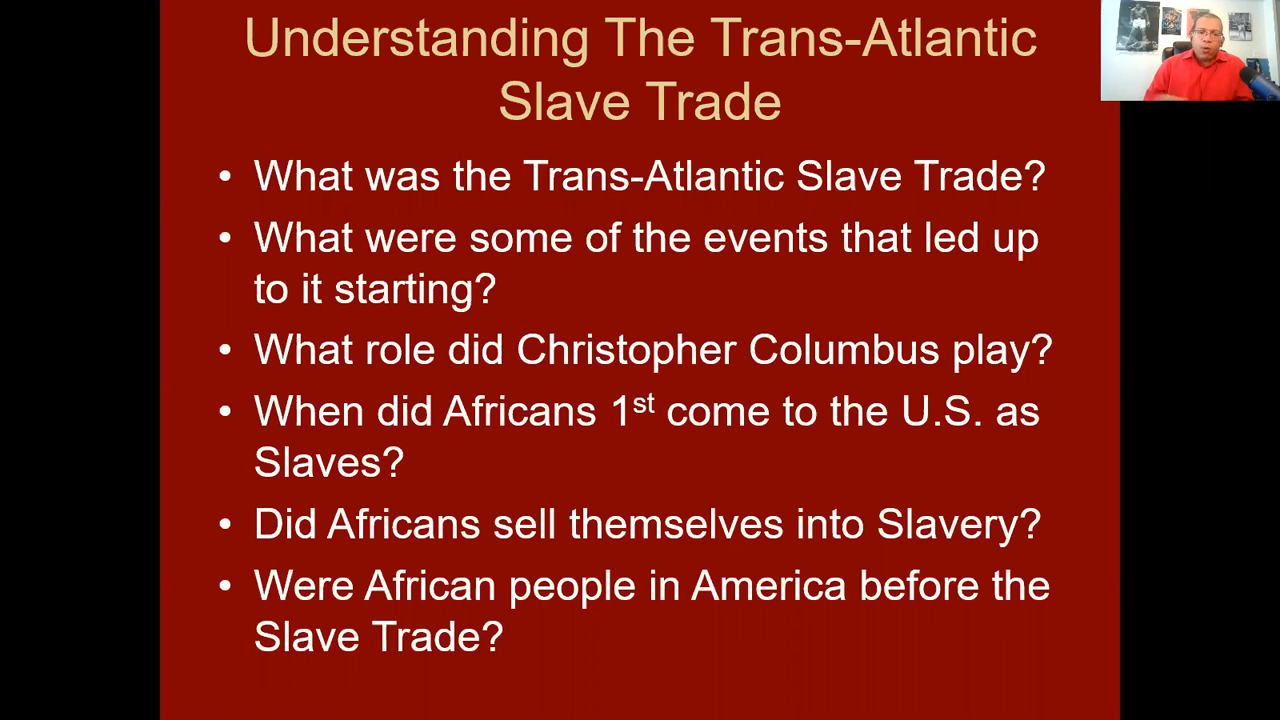 Understanding The Trans-Atlantic
Slave Trade
• What was the Trans-Atlantic Slave Trade?
• What were some of the events that led up
to it starting?
• What role did Christopher Columbus play?
• When did Africans 1st come to the U.S. as
Slaves?
• Did Africans sell themselves into Slavery?
• Were African people in America before the
Slave Trade?